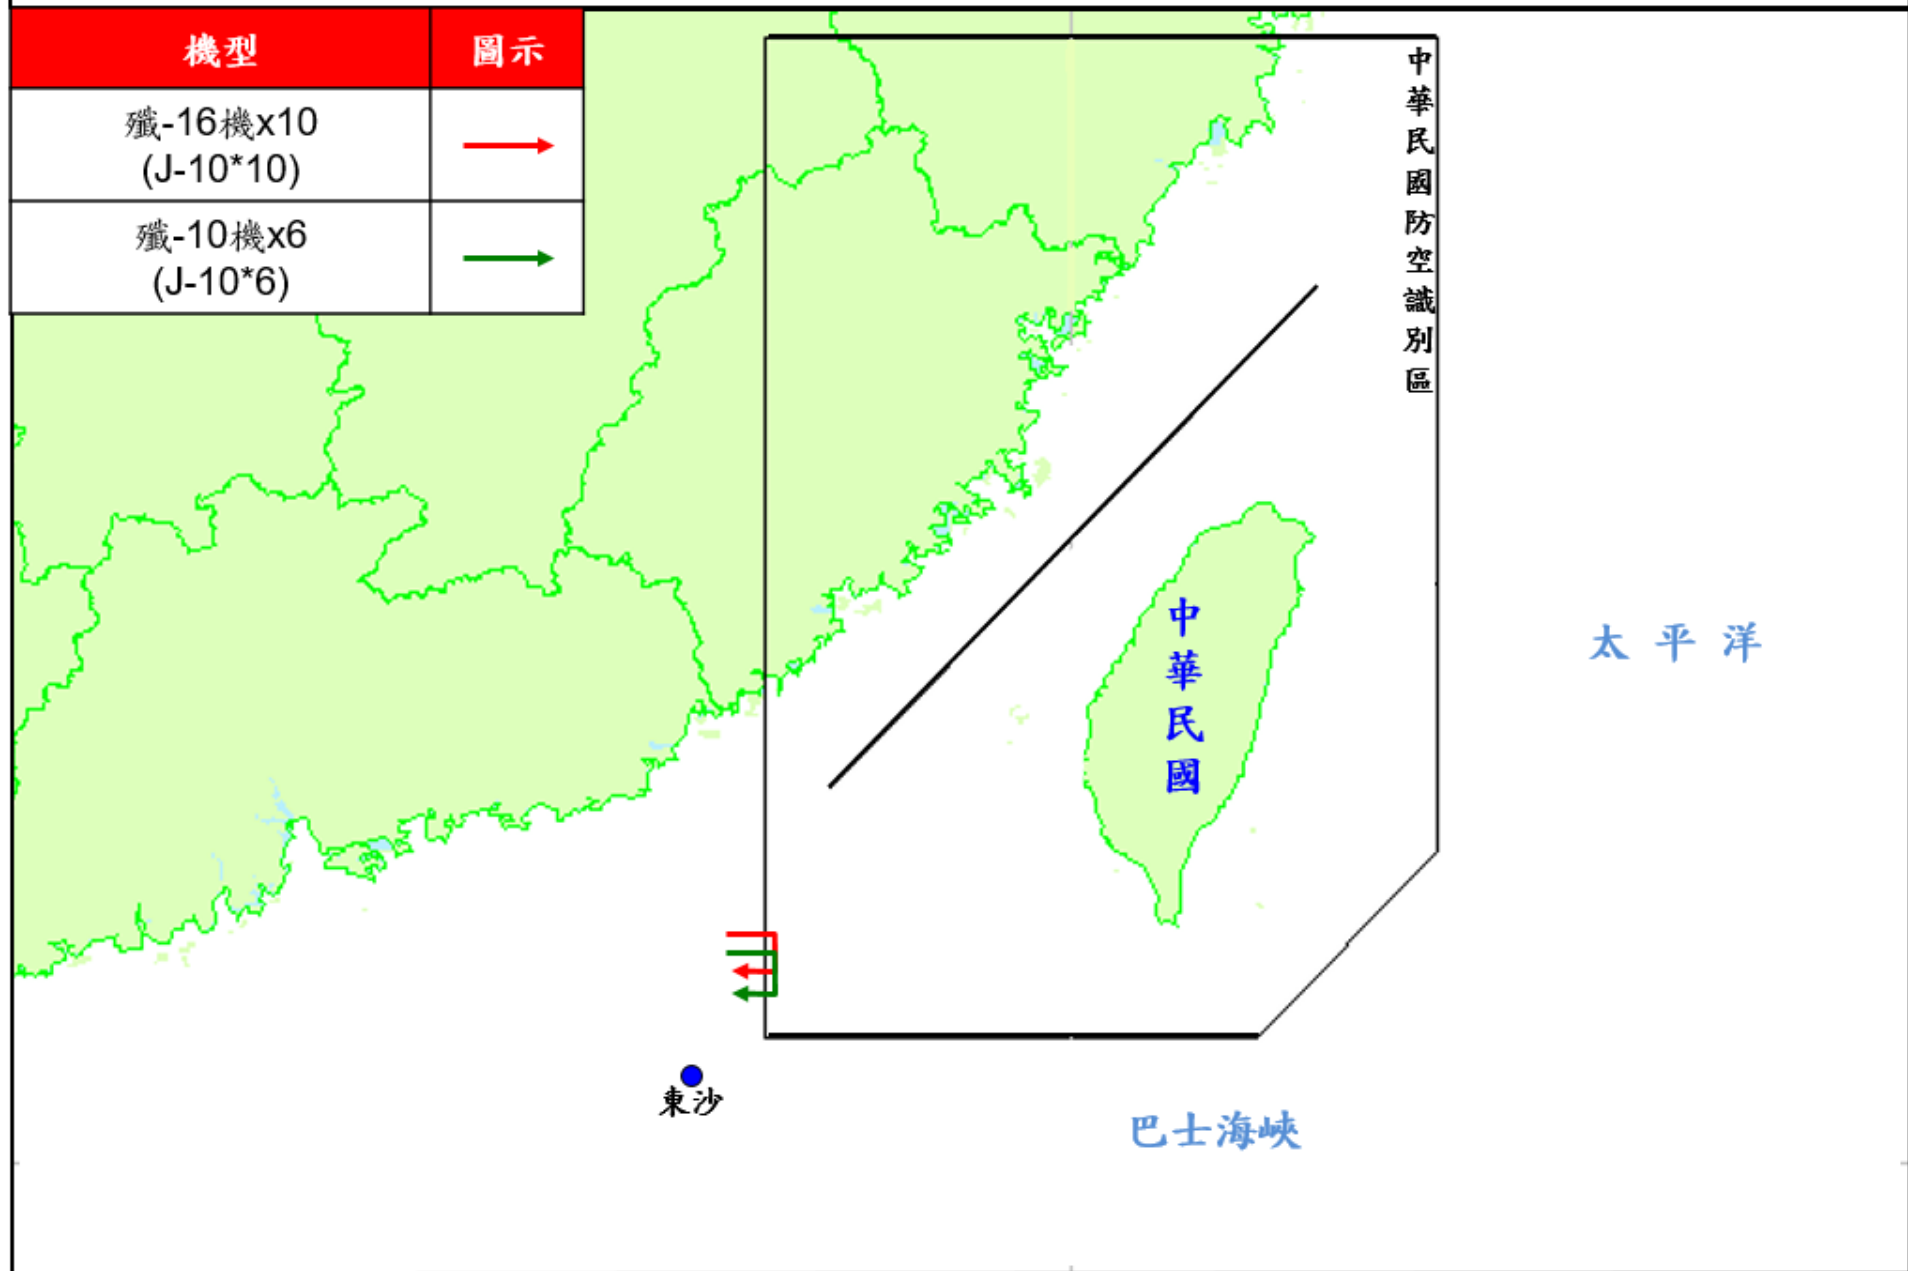 機型 圖示
殲-16機x10
(J-10*10)
殲-10機x6
(J-10*6)
中華民國防空識別區
中華民國
太平洋
東沙
巴士海峽